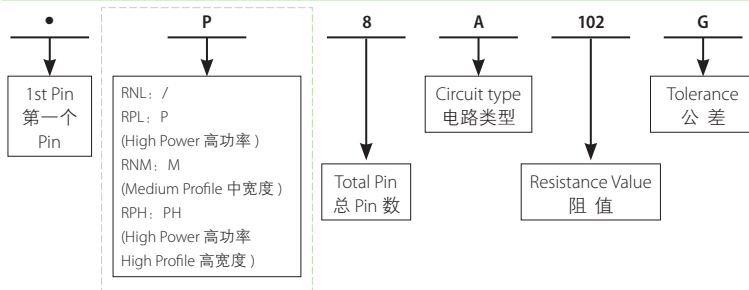 • P 8 A 102 G
1st Pin
第一个
Pin
RNL：/
RPL：P
(High Power 高功率 )
RNM：M
(Medium Profile 中宽度 )
RPH：PH
(High Power 高功率
High Profile 高宽度 )
Total Pin
总 Pin 数
Circuit type
电路类型
Resistance Value
阻 值
Tolerance
公 差